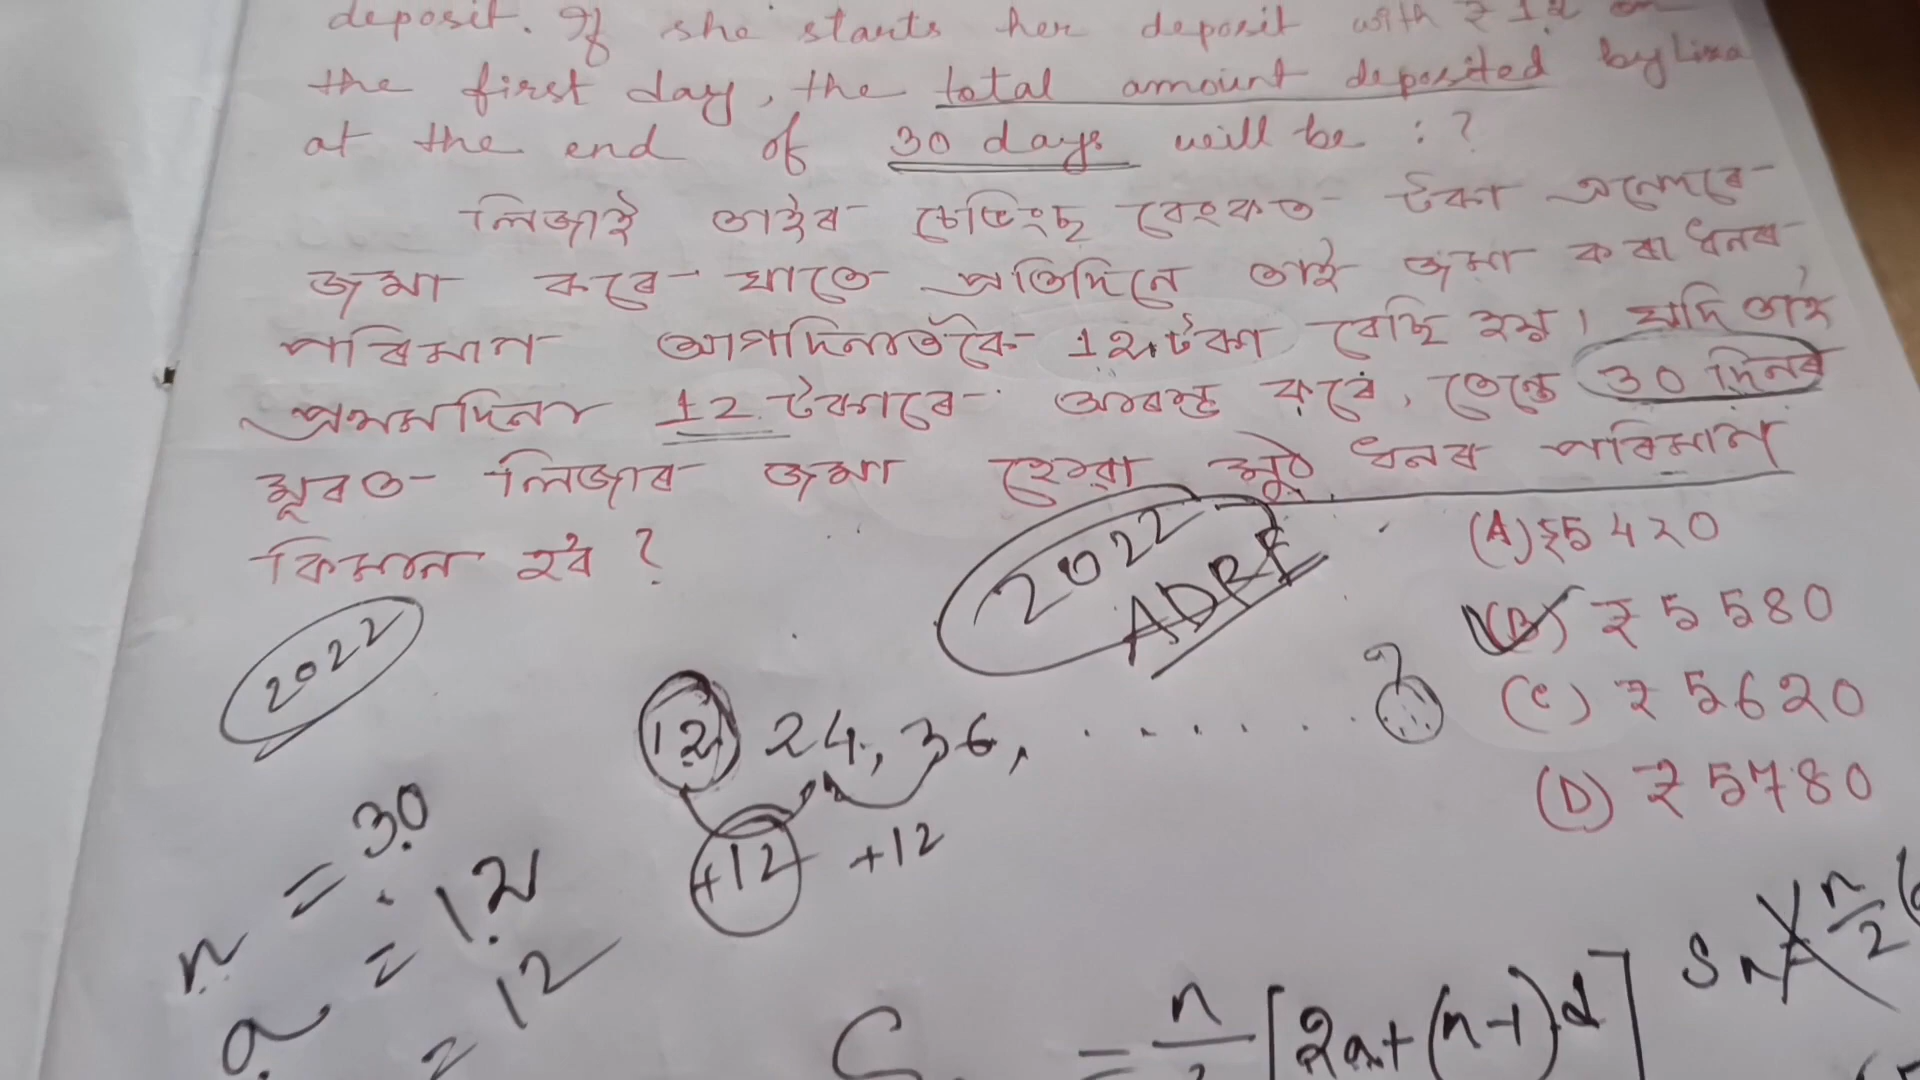 deposit. If she starts her deposit with ₹ 12 on
the first day, the total amount deposited by Liza
at the end of 30 days will be : ?
লিজাই তাইৰ চেভিংছ বেংকত টকা এনেদৰে
জমা কৰে যাতে প্ৰতিদিনে তাই জমা কৰা ধনৰ
পৰিমাণ আগদিনাতকৈ 12 টকা বেছি হয়। যদি তাই
প্ৰথমদিনা 12 টকাৰে আৰম্ভ কৰে, তেন্তে 30 দিনৰ
মূৰত লিজাৰ জমা হোৱা মুঠ ধনৰ পৰিমাণ
কিমান হ'ব ?
2022
ADRE
(A) ₹5420
(B) ₹ 5580
(C) ₹ 5620
(D) ₹ 5780
2022
12, 24, 36, ........ ?
+12 +12
n = 30
a = 12
= 12
= n [2a+(n-1)d]
Sn n/2